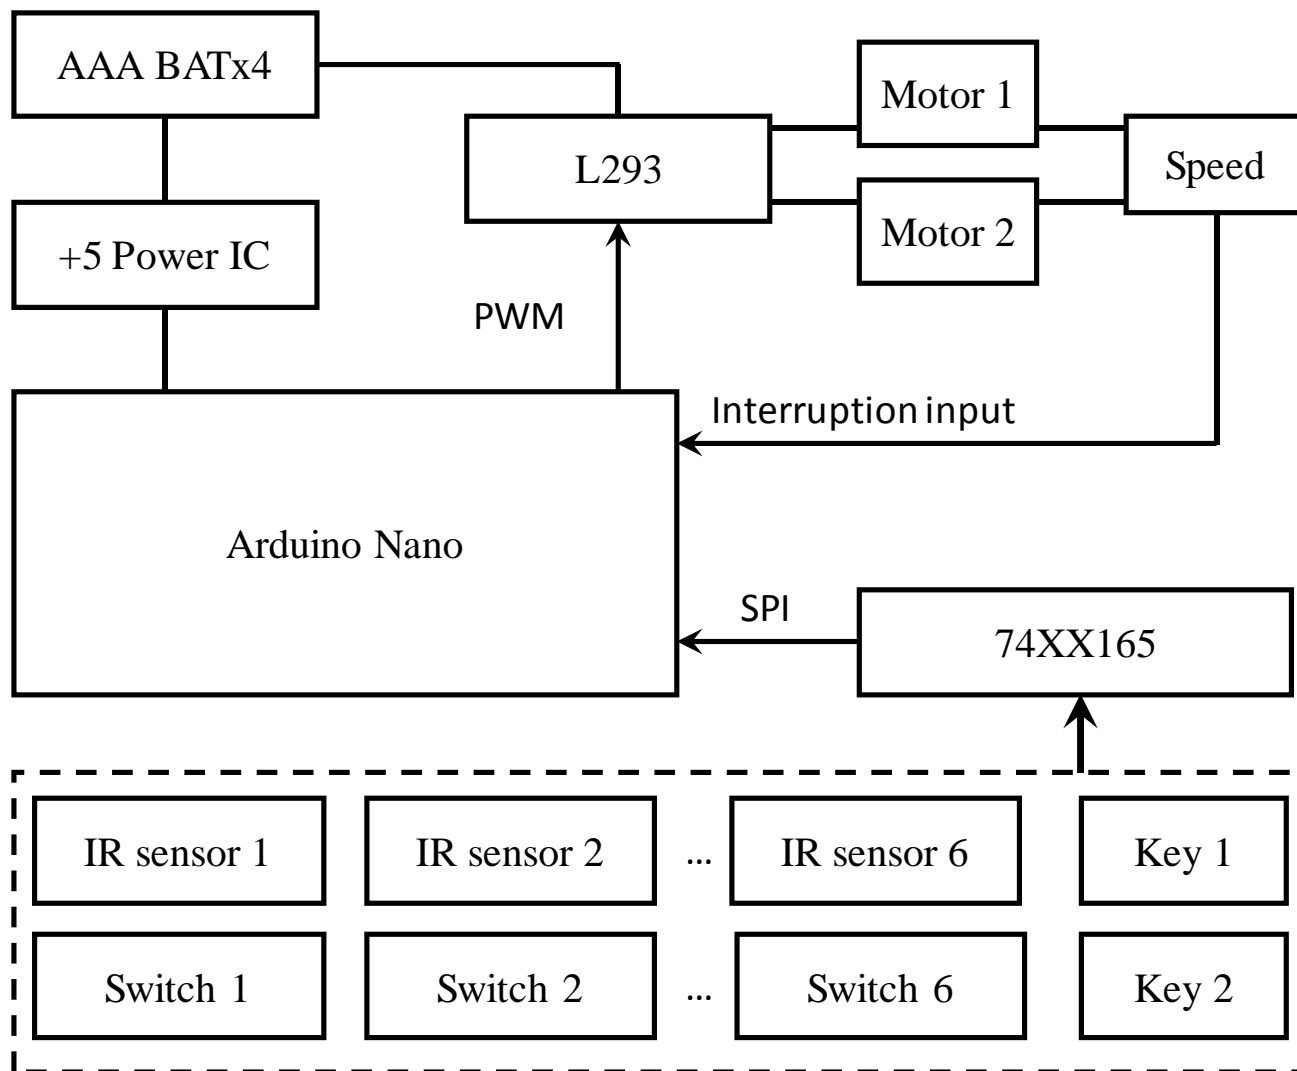 AAA BATx4
Motor 1
L293
Speed
Motor 2
+5 Power IC
PWM
Interruption input
Arduino Nano
SPI
74XX165
IR sensor 1
IR sensor 2
...
IR sensor 6
Key 1
Switch 1
Switch 2
...
Switch 6
Key 2